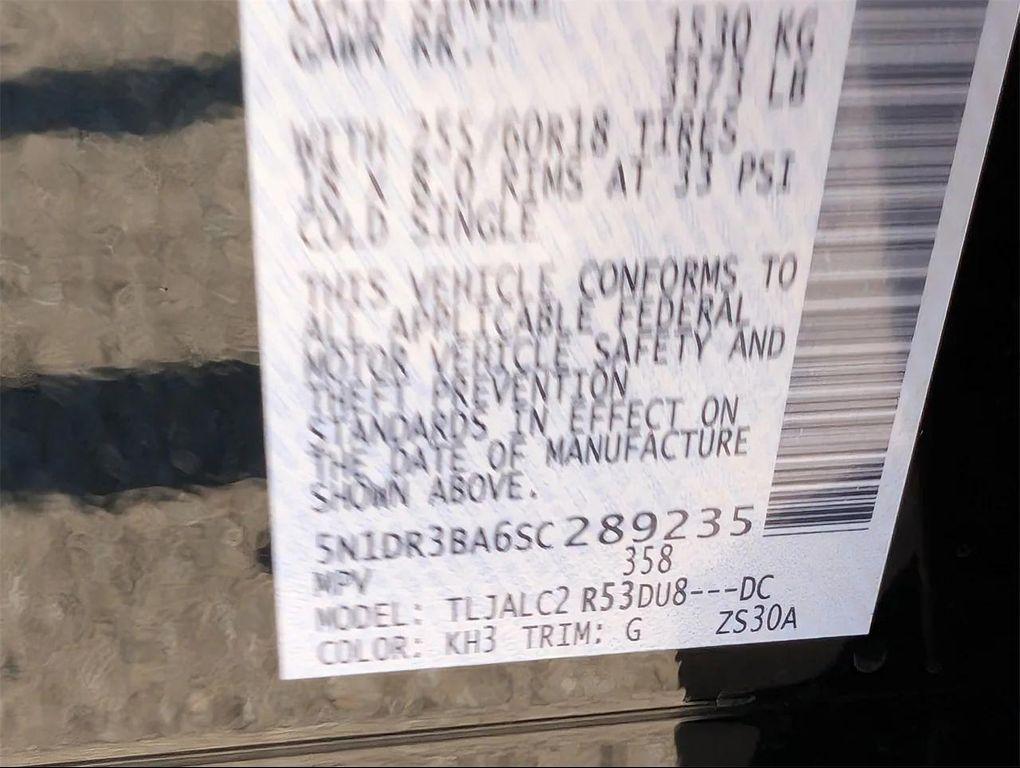 GAWR RR.: 1530 KG
3373 LB
WITH 255/60R18 TIRES
18 X 8.0 RIMS AT 33 PSI
COLD SINGLE
THIS VEHICLE CONFORMS TO
ALL APPLICABLE FEDERAL
MOTOR VEHICLE SAFETY AND
THEFT PREVENTION
STANDARDS IN EFFECT ON
THE DATE OF MANUFACTURE
SHOWN ABOVE.
5N1DR3BA6SC289235
358
MPV
MODEL: TLJALC2 R53DU8---DC
COLOR: KH3 TRIM: G ZS30A